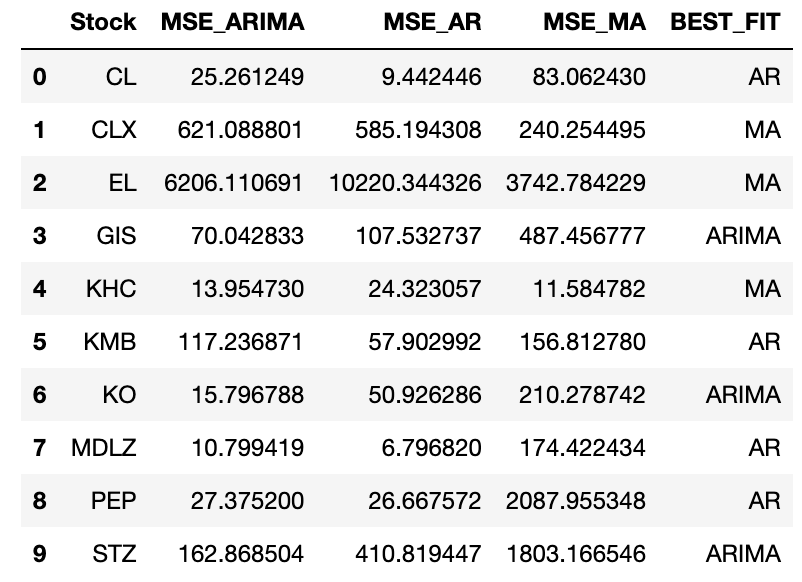 Stock MSE_ARIMA MSE_AR MSE_MA BEST_FIT
0 CL 25.261249 9.442446 83.062430 AR
1 CLX 621.088801 585.194308 240.254495 MA
2 EL 6206.110691 10220.344326 3742.784229 MA
3 GIS 70.042833 107.532737 487.456777 ARIMA
4 KHC 13.954730 24.323057 11.584782 MA
5 KMB 117.236871 57.902992 156.812780 AR
6 KO 15.796788 50.926286 210.278742 ARIMA
7 MDLZ 10.799419 6.796820 174.422434 AR
8 PEP 27.375200 26.667572 2087.955348 AR
9 STZ 162.868504 410.819447 1803.166546 ARIMA